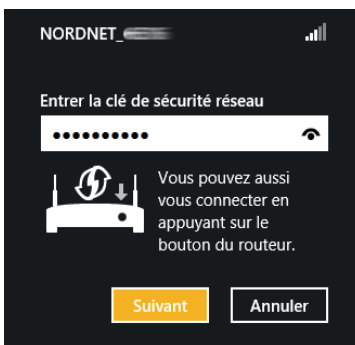 NORDNET_
Entrer la clé de sécurité réseau
••••••••••
Vous pouvez aussi
vous connecter en
appuyant sur le
bouton du routeur.
Suivant
Annuler